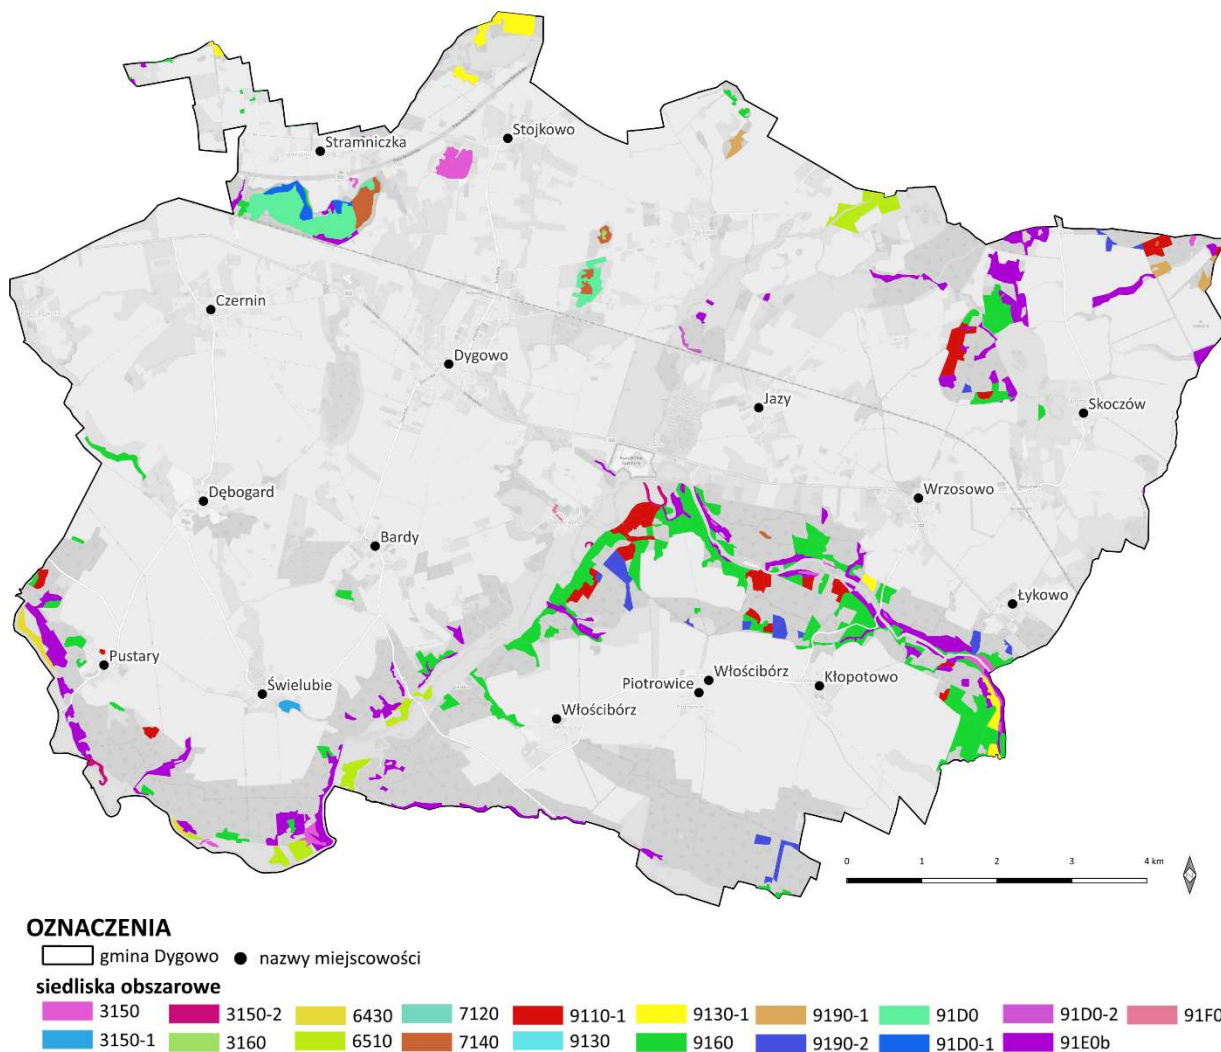 Stojkowo
Stramniczka
Czernin
Dygowo
Jazy
Skoczów
Dębogard
Wrzosowo
Bardy
Łykowo
Pustary
Świelubie
Włościbórz
Piotrowice
Kłopotowo
Włościbórz
0 1 2 3 4 km
OZNACZENIA
gmina Dygowo nazwy miejscowości
siedliska obszarowe
3150 3150-2 6430 7120 9110-1 9130-1 9190-1 91D0 91D0-2 91F0
3150-1 3160 6510 7140 9130 9160 9190-2 91D0-1 91E0b